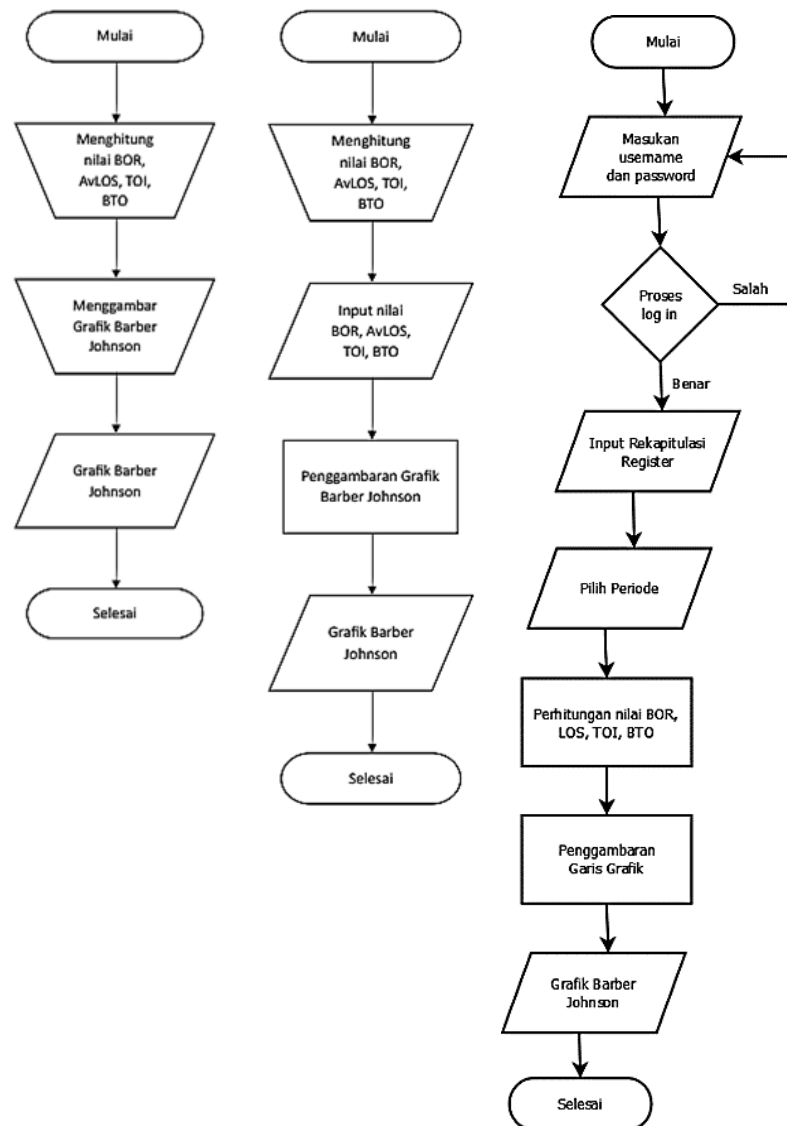 Mulai
Menghitung
nilai BOR,
AvLOS, TOI,
BTO
Menggambar
Grafik Barber
Johnson
Grafik Barber
Johnson
Selesai
Mulai
Menghitung
nilai BOR,
AvLOS, TOI,
BTO
Input nilai
BOR, AvLOS,
TOI, BTO
Penggambaran Grafik
Barber Johnson
Grafik Barber
Johnson
Selesai
Mulai
Masukan
username
dan password
Proses
log in
Salah
Benar
Input Rekapitulasi
Register
Pilih Periode
Perhitungan nilai BOR,
LOS, TOI, BTO
Penggambaran
Garis Grafik
Grafik Barber
Johnson
Selesai